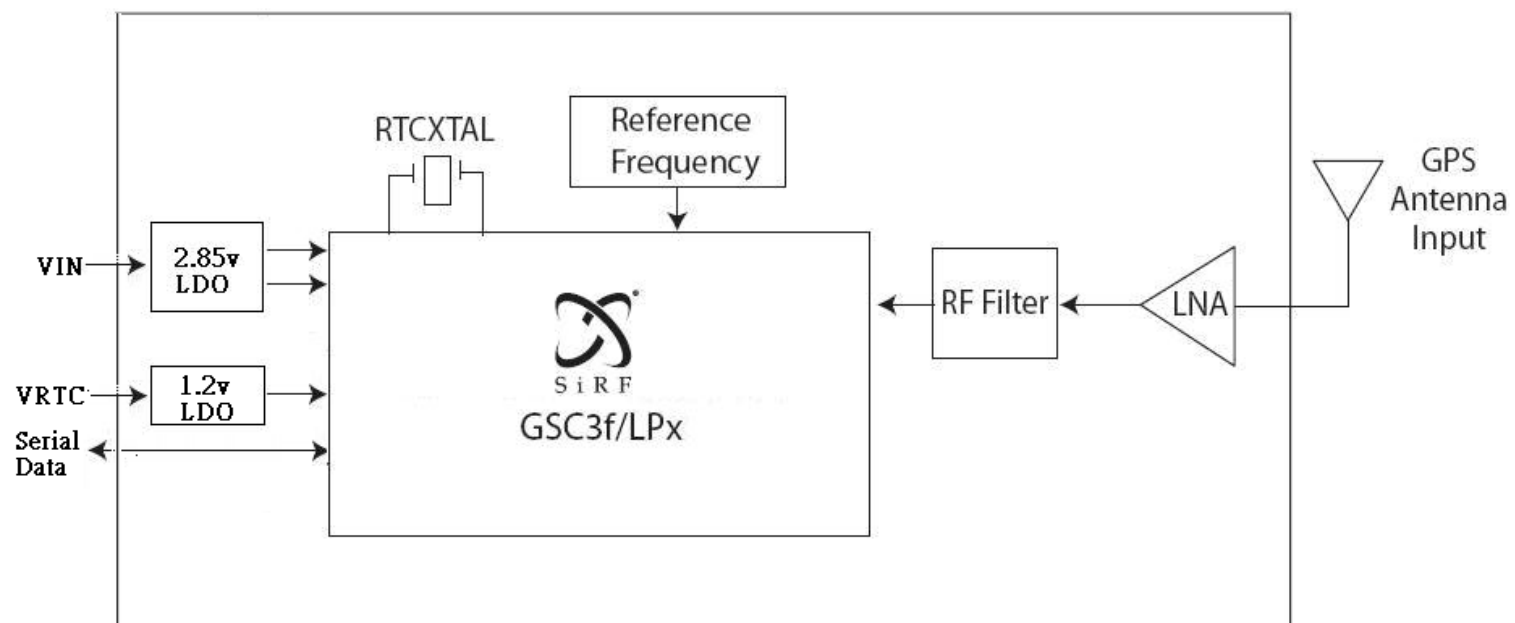 RTCXTAL
Reference
Frequency
GPS
Antenna
Input
VIN
2.85v
LDO
RF Filter
LNA
SiRF
GSC3f/LPx
VRTC
1.2v
LDO
Serial
Data